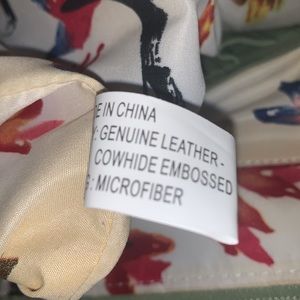 E IN CHINA
: GENUINE LEATHER -
COWHIDE EMBOSSED
: MICROFIBER